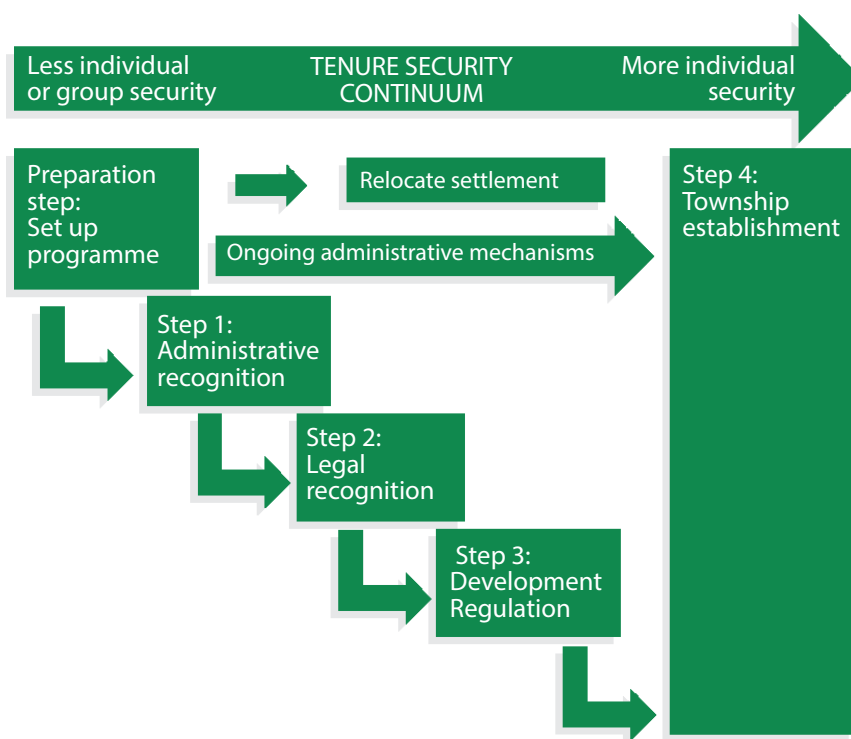 Less individual
or group security
TENURE SECURITY
CONTINUUM
More individual
security
Preparation
step:
Set up
programme
Relocate settlement
Ongoing administrative mechanisms
Step 1:
Administrative
recognition
Step 2:
Legal
recognition
Step 3:
Development
Regulation
Step 4:
Township
establishment